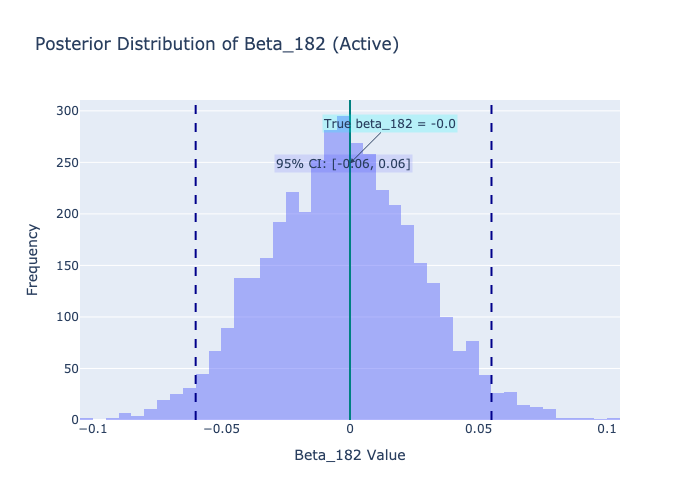 Posterior Distribution of Beta_182 (Active)
300
True beta_182 = -0.0
250
95% CI: [-0.06, 0.06]
200
Frequency
150
100
50
0
−0.1
−0.05
0
0.05
0.1
Beta_182 Value